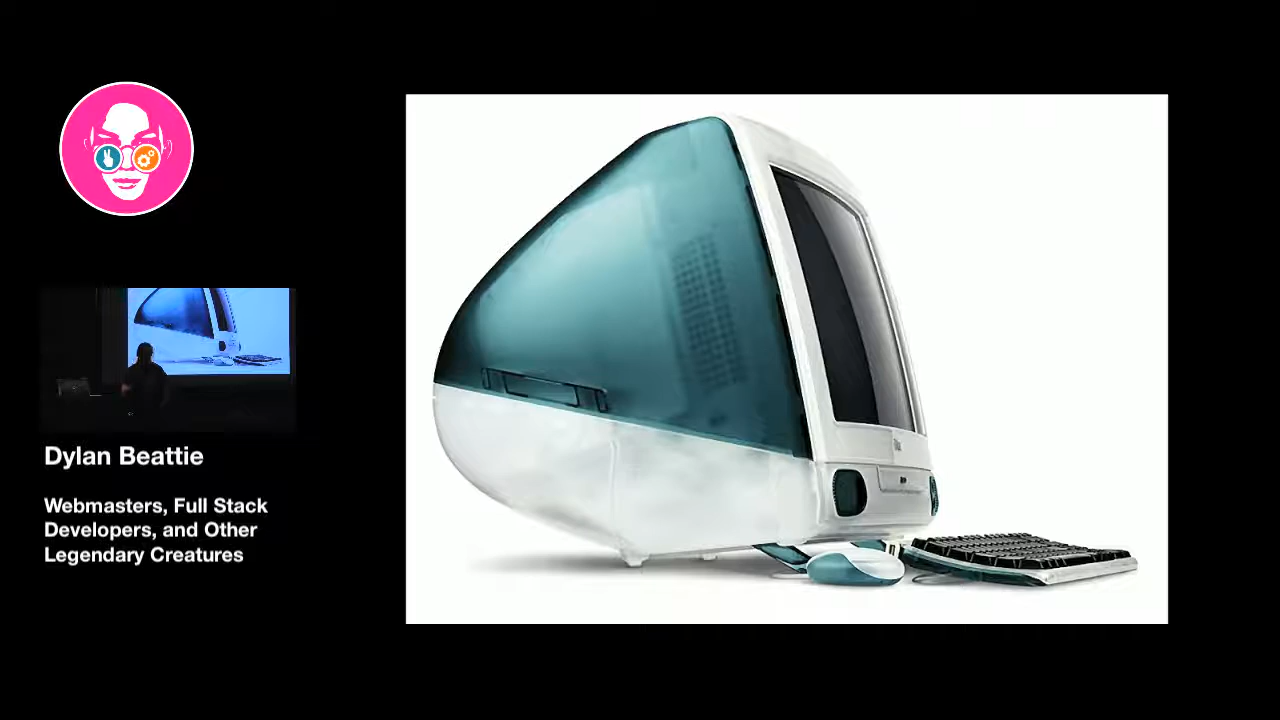 Dylan Beattie
Webmasters, Full Stack
Developers, and Other
Legendary Creatures